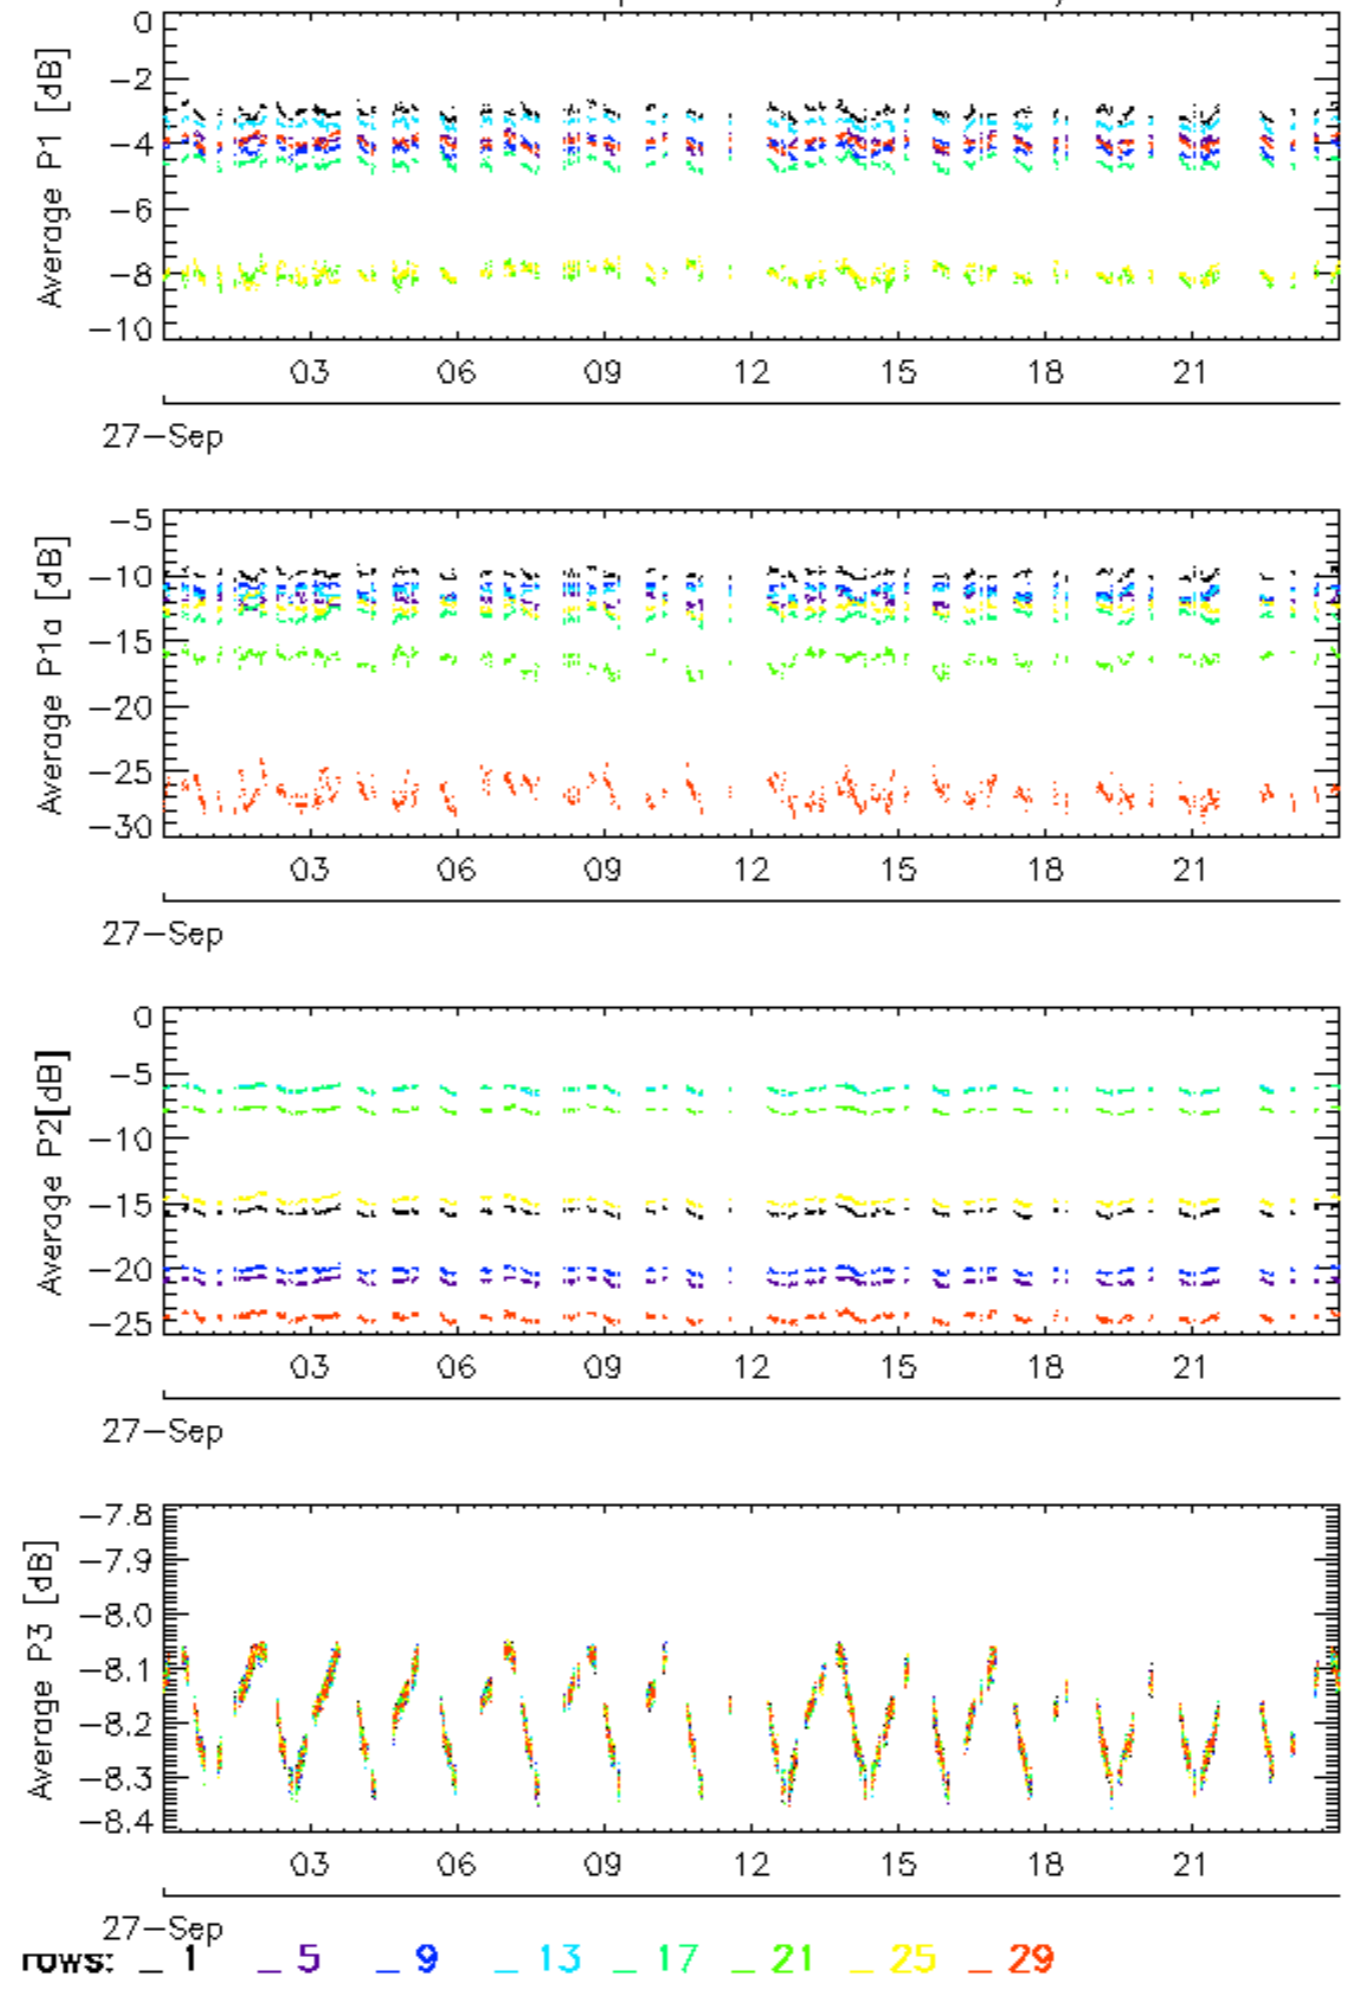 0
Average P1 [dB]
−2
−4
−6
−8
−10
03 06 09 12 15 18 21
27−Sep
−5
Average P1a [dB]
−10
−15
−20
−25
−30
03 06 09 12 15 18 21
27−Sep
0
Average P2[dB]
−5
−10
−15
−20
−25
03 06 09 12 15 18 21
27−Sep
−7.8
Average P3 [dB]
−7.9
−8.0
−8.1
−8.2
−8.3
−8.4
03 06 09 12 15 18 21
27−Sep
rows: _ 1 _ 5 _ 9 _ 13 _ 17 _ 21 _ 25 _ 29